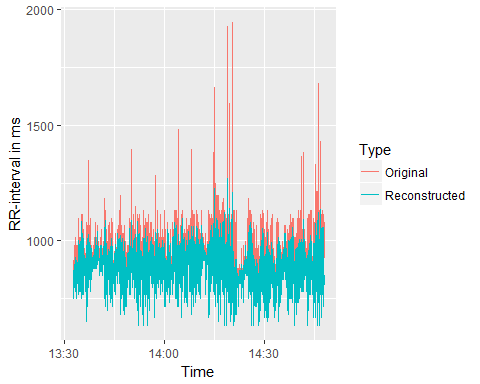 2000
1500
1000
RR-interval in ms
13:30
14:00
14:30
Time
Type
Original
Reconstructed